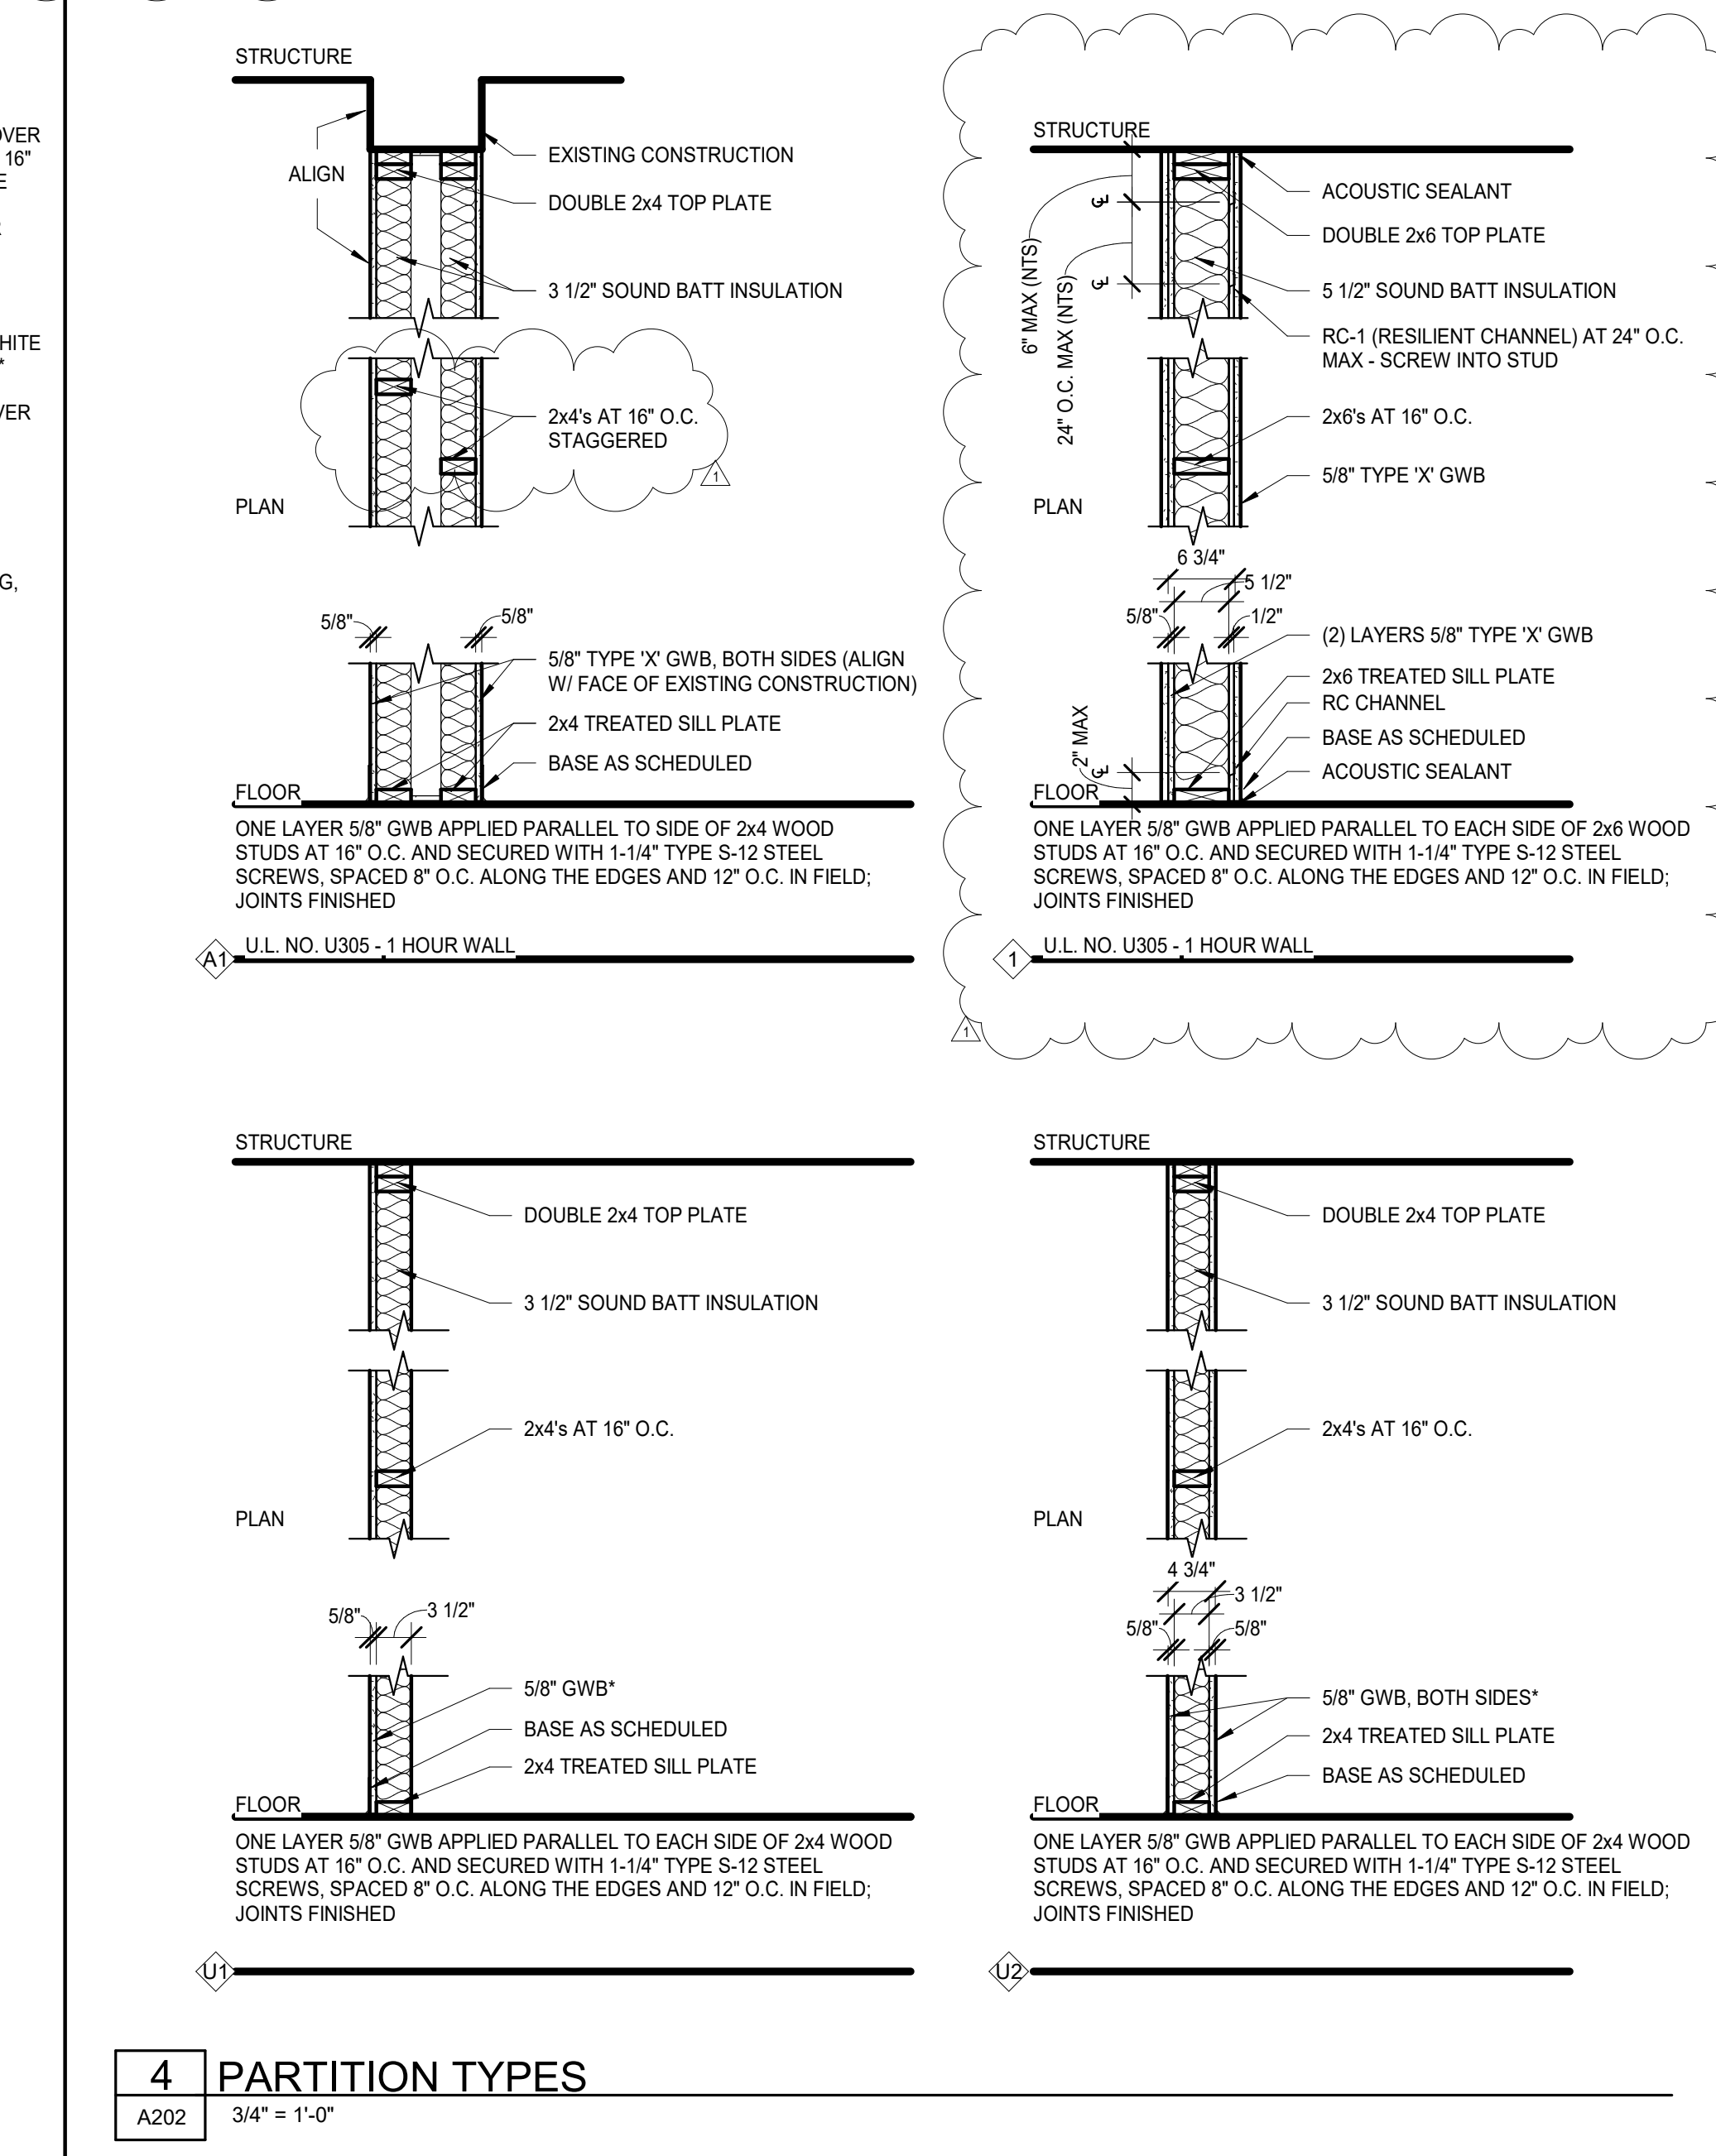 OVER
16"
E
R
HITE
*
VER
G,
STRUCTURE
ALIGN
EXISTING CONSTRUCTION
DOUBLE 2x4 TOP PLATE
3 1/2" SOUND BATT INSULATION
2x4's AT 16" O.C.
STAGGERED
1
PLAN
5/8"
5/8"
5/8" TYPE 'X' GWB, BOTH SIDES (ALIGN
W/ FACE OF EXISTING CONSTRUCTION)
2x4 TREATED SILL PLATE
BASE AS SCHEDULED
FLOOR
ONE LAYER 5/8" GWB APPLIED PARALLEL TO SIDE OF 2x4 WOOD
STUDS AT 16" O.C. AND SECURED WITH 1-1/4" TYPE S-12 STEEL
SCREWS, SPACED 8" O.C. ALONG THE EDGES AND 12" O.C. IN FIELD;
JOINTS FINISHED
A1 U.L. NO. U305 - 1 HOUR WALL
STRUCTURE
ACOUSTIC SEALANT
DOUBLE 2x6 TOP PLATE
6" MAX (NTS)
24" O.C. MAX (NTS)
5 1/2" SOUND BATT INSULATION
RC-1 (RESILIENT CHANNEL) AT 24" O.C.
MAX - SCREW INTO STUD
2x6's AT 16" O.C.
5/8" TYPE 'X' GWB
PLAN
6 3/4"
5 1/2"
5/8"
1/2"
(2) LAYERS 5/8" TYPE 'X' GWB
2x6 TREATED SILL PLATE
RC CHANNEL
2" MAX
BASE AS SCHEDULED
ACOUSTIC SEALANT
FLOOR
ONE LAYER 5/8" GWB APPLIED PARALLEL TO EACH SIDE OF 2x6 WOOD
STUDS AT 16" O.C. AND SECURED WITH 1-1/4" TYPE S-12 STEEL
SCREWS, SPACED 8" O.C. ALONG THE EDGES AND 12" O.C. IN FIELD;
JOINTS FINISHED
1 U.L. NO. U305 - 1 HOUR WALL
1
STRUCTURE
DOUBLE 2x4 TOP PLATE
3 1/2" SOUND BATT INSULATION
2x4's AT 16" O.C.
PLAN
5/8"
3 1/2"
5/8" GWB*
BASE AS SCHEDULED
2x4 TREATED SILL PLATE
FLOOR
ONE LAYER 5/8" GWB APPLIED PARALLEL TO EACH SIDE OF 2x4 WOOD
STUDS AT 16" O.C. AND SECURED WITH 1-1/4" TYPE S-12 STEEL
SCREWS, SPACED 8" O.C. ALONG THE EDGES AND 12" O.C. IN FIELD;
JOINTS FINISHED
U1
STRUCTURE
DOUBLE 2x4 TOP PLATE
3 1/2" SOUND BATT INSULATION
2x4's AT 16" O.C.
PLAN
4 3/4"
3 1/2"
5/8"
5/8"
5/8" GWB, BOTH SIDES*
2x4 TREATED SILL PLATE
BASE AS SCHEDULED
FLOOR
ONE LAYER 5/8" GWB APPLIED PARALLEL TO EACH SIDE OF 2x4 WOOD
STUDS AT 16" O.C. AND SECURED WITH 1-1/4" TYPE S-12 STEEL
SCREWS, SPACED 8" O.C. ALONG THE EDGES AND 12" O.C. IN FIELD;
JOINTS FINISHED
U2
4 PARTITION TYPES
A202 3/4" = 1'-0"